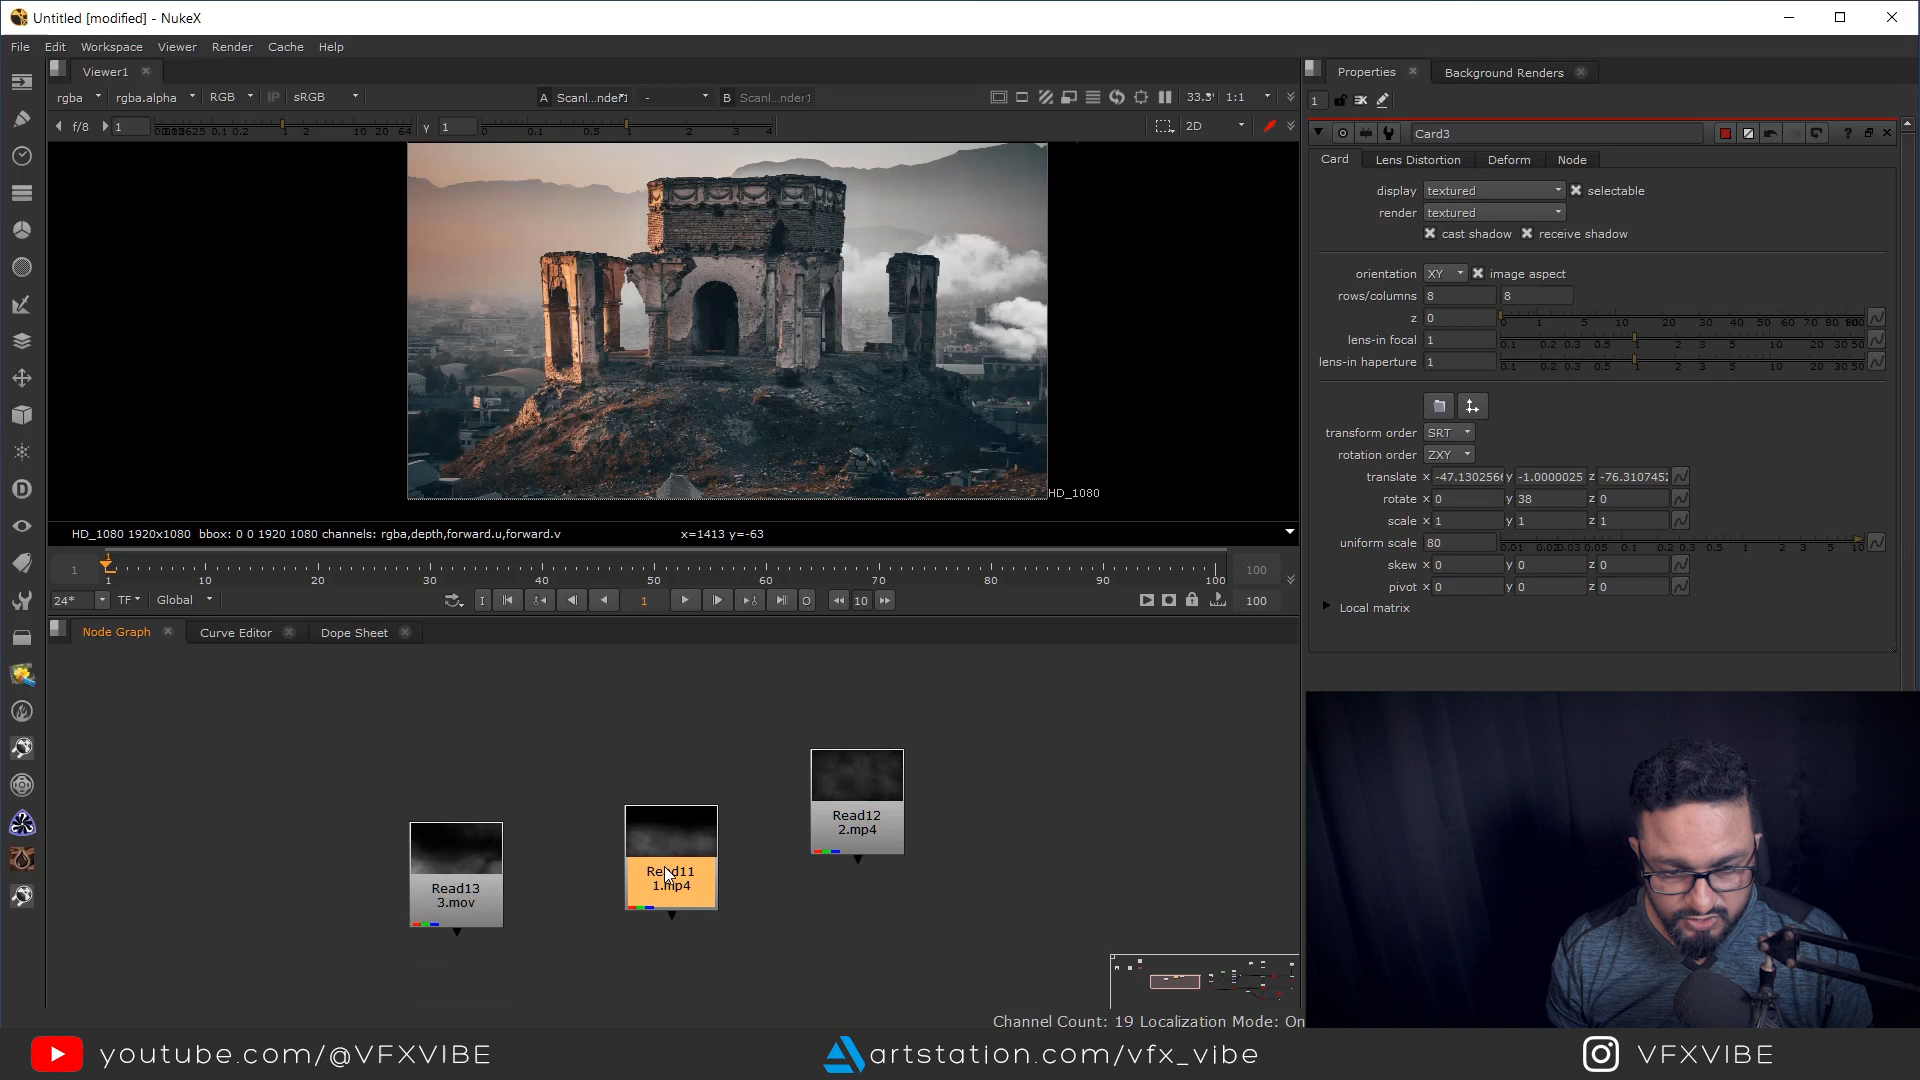 Untitled [modified] - NukeX
File Edit Workspace Viewer Render Cache Help
Viewer1
rgba rgba.alpha RGB IP sRGB A Scanl...nder1 - B Scanl...nder1 1:1
f/8 1 y 1 2D
HD_1080
HD_1080 1920x1080 bbox: 0 0 1920 1080 channels: rgba,depth,forward.u,forward.v x=1413 y=-63
1 1 10 20 30 40 50 60 70 80 90 100 100
24* TF Global 1 10 100
Node Graph Curve Editor Dope Sheet
Read13
3.mov
Read11
1.mp4
Read12
2.mp4
Channel Count: 19 Localization Mode: On
Properties Background Renders
1
Card3
Card Lens Distortion Deform Node
display textured selectable
render textured
cast shadow receive shadow
orientation XY image aspect
rows/columns 8 8
z 0
lens-in focal 1
lens-in haperture 1
transform order SRT
rotation order ZXY
translate x -47.1302566 y -1.0000025 z -76.3107452
rotate x 0 y 38 z 0
scale x 1 y 1 z 1
uniform scale 80
skew x 0 y 0 z 0
pivot x 0 y 0 z 0
Local matrix
youtube.com/@VFXVIBE
artstation.com/vfx_vibe
VFXVIBE